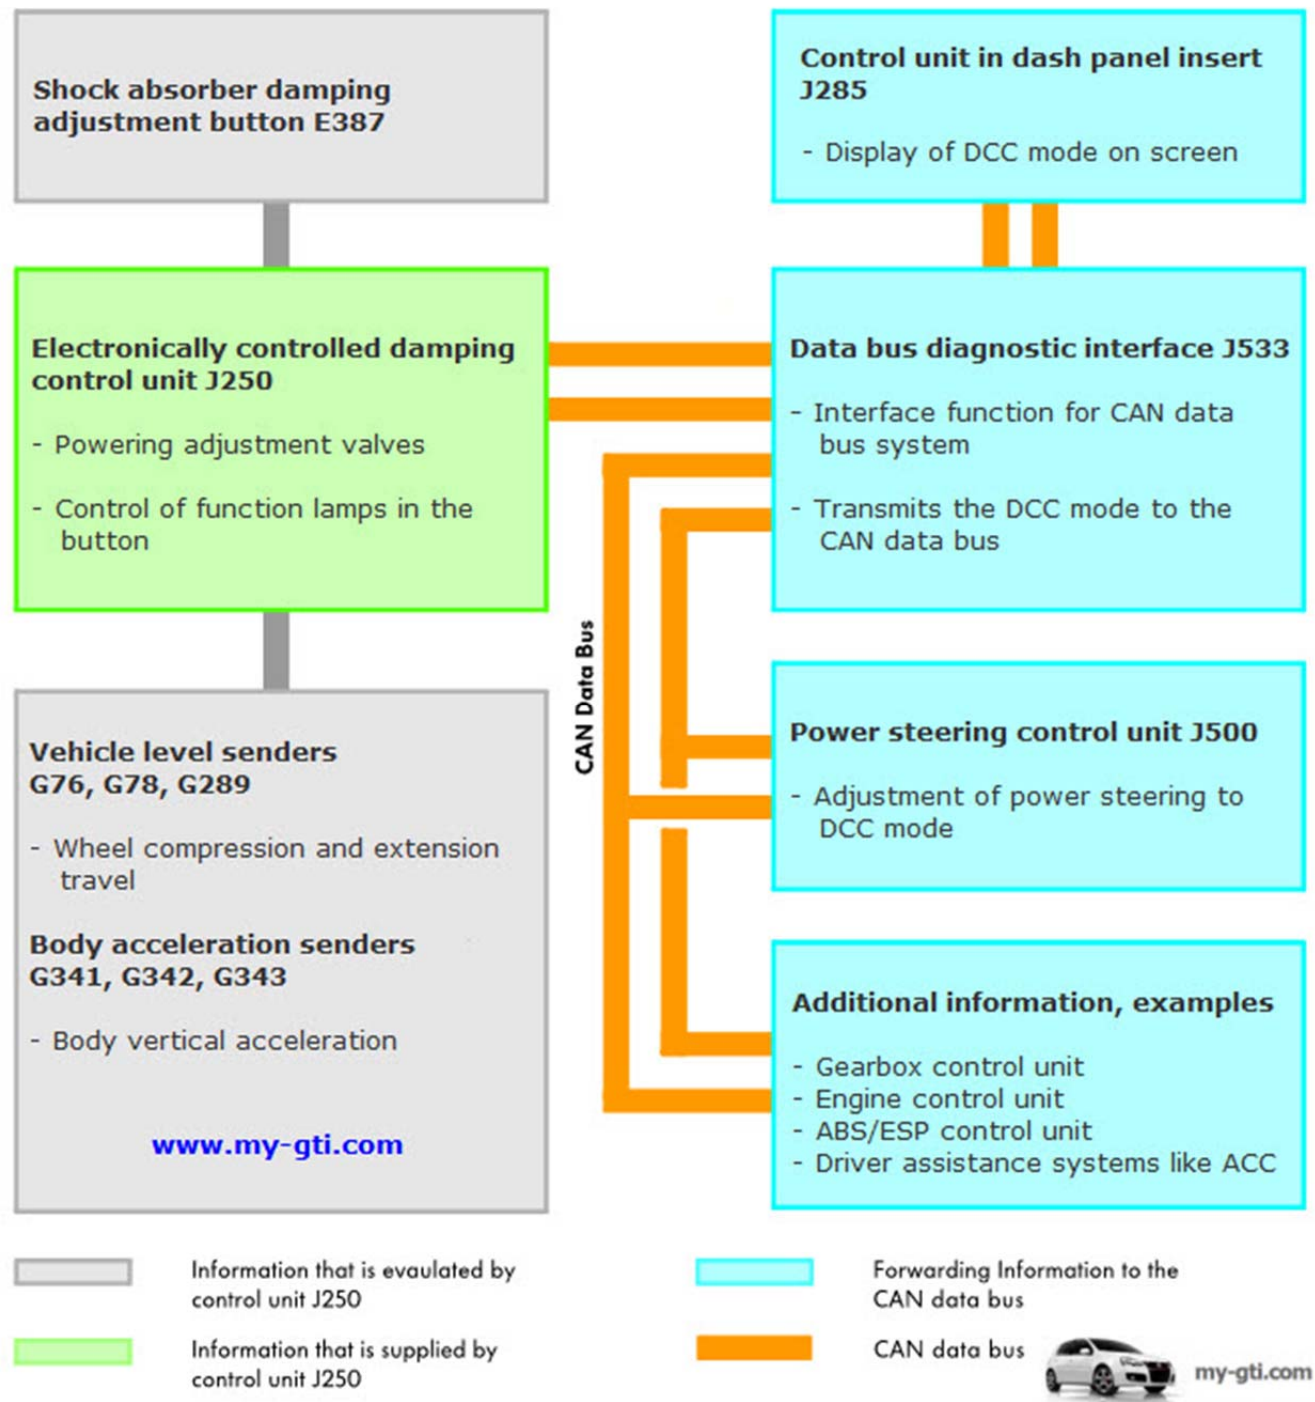 Shock absorber damping
adjustment button E387
Control unit in dash panel insert
J285
- Display of DCC mode on screen
Electronically controlled damping
control unit J250
- Powering adjustment valves
- Control of function lamps in the
button
Data bus diagnostic interface J533
- Interface function for CAN data
bus system
- Transmits the DCC mode to the
CAN data bus
CAN Data Bus
Vehicle level senders
G76, G78, G289
- Wheel compression and extension
travel
Body acceleration senders
G341, G342, G343
- Body vertical acceleration
www.my-gti.com
Power steering control unit J500
- Adjustment of power steering to
DCC mode
Additional information, examples
- Gearbox control unit
- Engine control unit
- ABS/ESP control unit
- Driver assistance systems like ACC
Information that is evaulated by
control unit J250
Information that is supplied by
control unit J250
Forwarding Information to the
CAN data bus
CAN data bus
my-gti.com